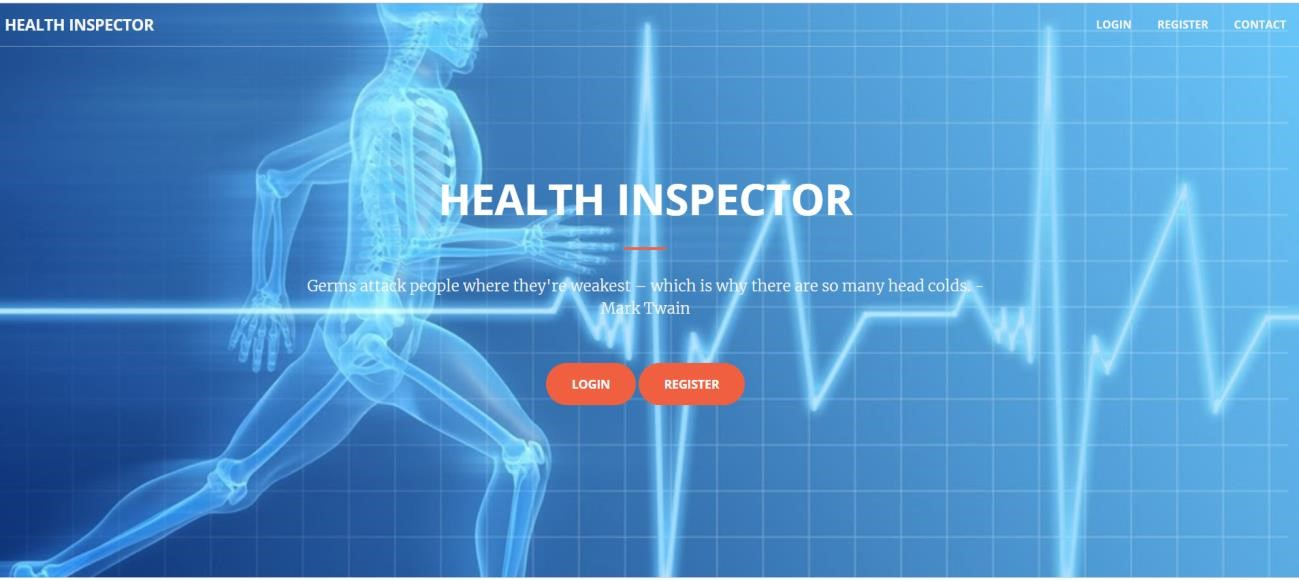 HEALTH INSPECTOR
LOGIN REGISTER CONTACT
HEALTH INSPECTOR
Germs attack people where they're weakest – which is why there are so many head colds. -
Mark Twain
LOGIN REGISTER